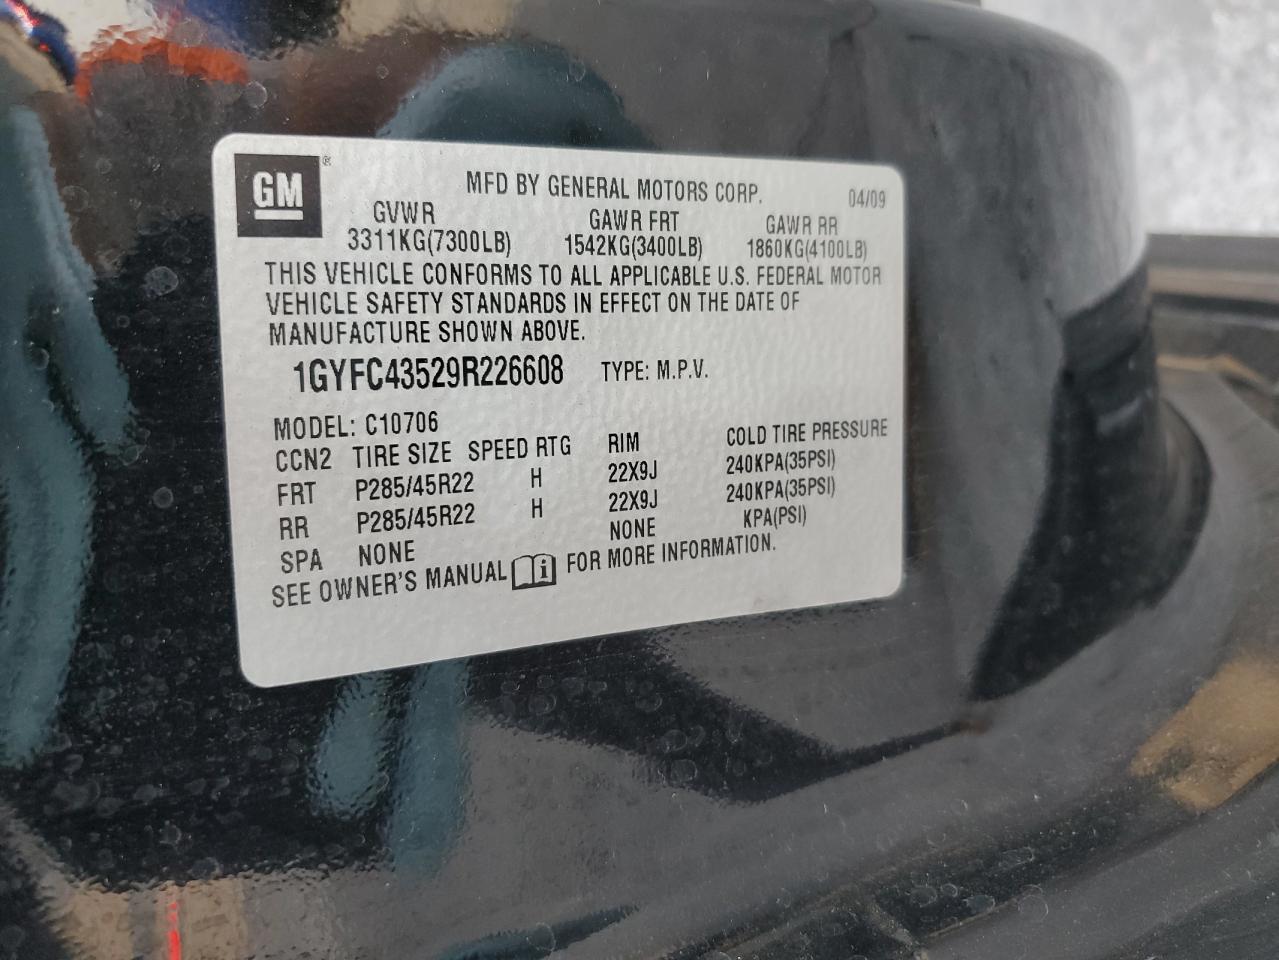 GM ®
MFD BY GENERAL MOTORS CORP. 04/09
GVWR GAWR FRT GAWR RR
3311KG(7300LB) 1542KG(3400LB) 1860KG(4100LB)
THIS VEHICLE CONFORMS TO ALL APPLICABLE U.S. FEDERAL MOTOR
VEHICLE SAFETY STANDARDS IN EFFECT ON THE DATE OF
MANUFACTURE SHOWN ABOVE.
1GYFC43529R226608 TYPE: M.P.V.
MODEL: C10706
CCN2 TIRE SIZE SPEED RTG RIM COLD TIRE PRESSURE
FRT P285/45R22 H 22X9J 240KPA(35PSI)
RR P285/45R22 H 22X9J 240KPA(35PSI)
SPA NONE NONE KPA(PSI)
SEE OWNER'S MANUAL i FOR MORE INFORMATION.